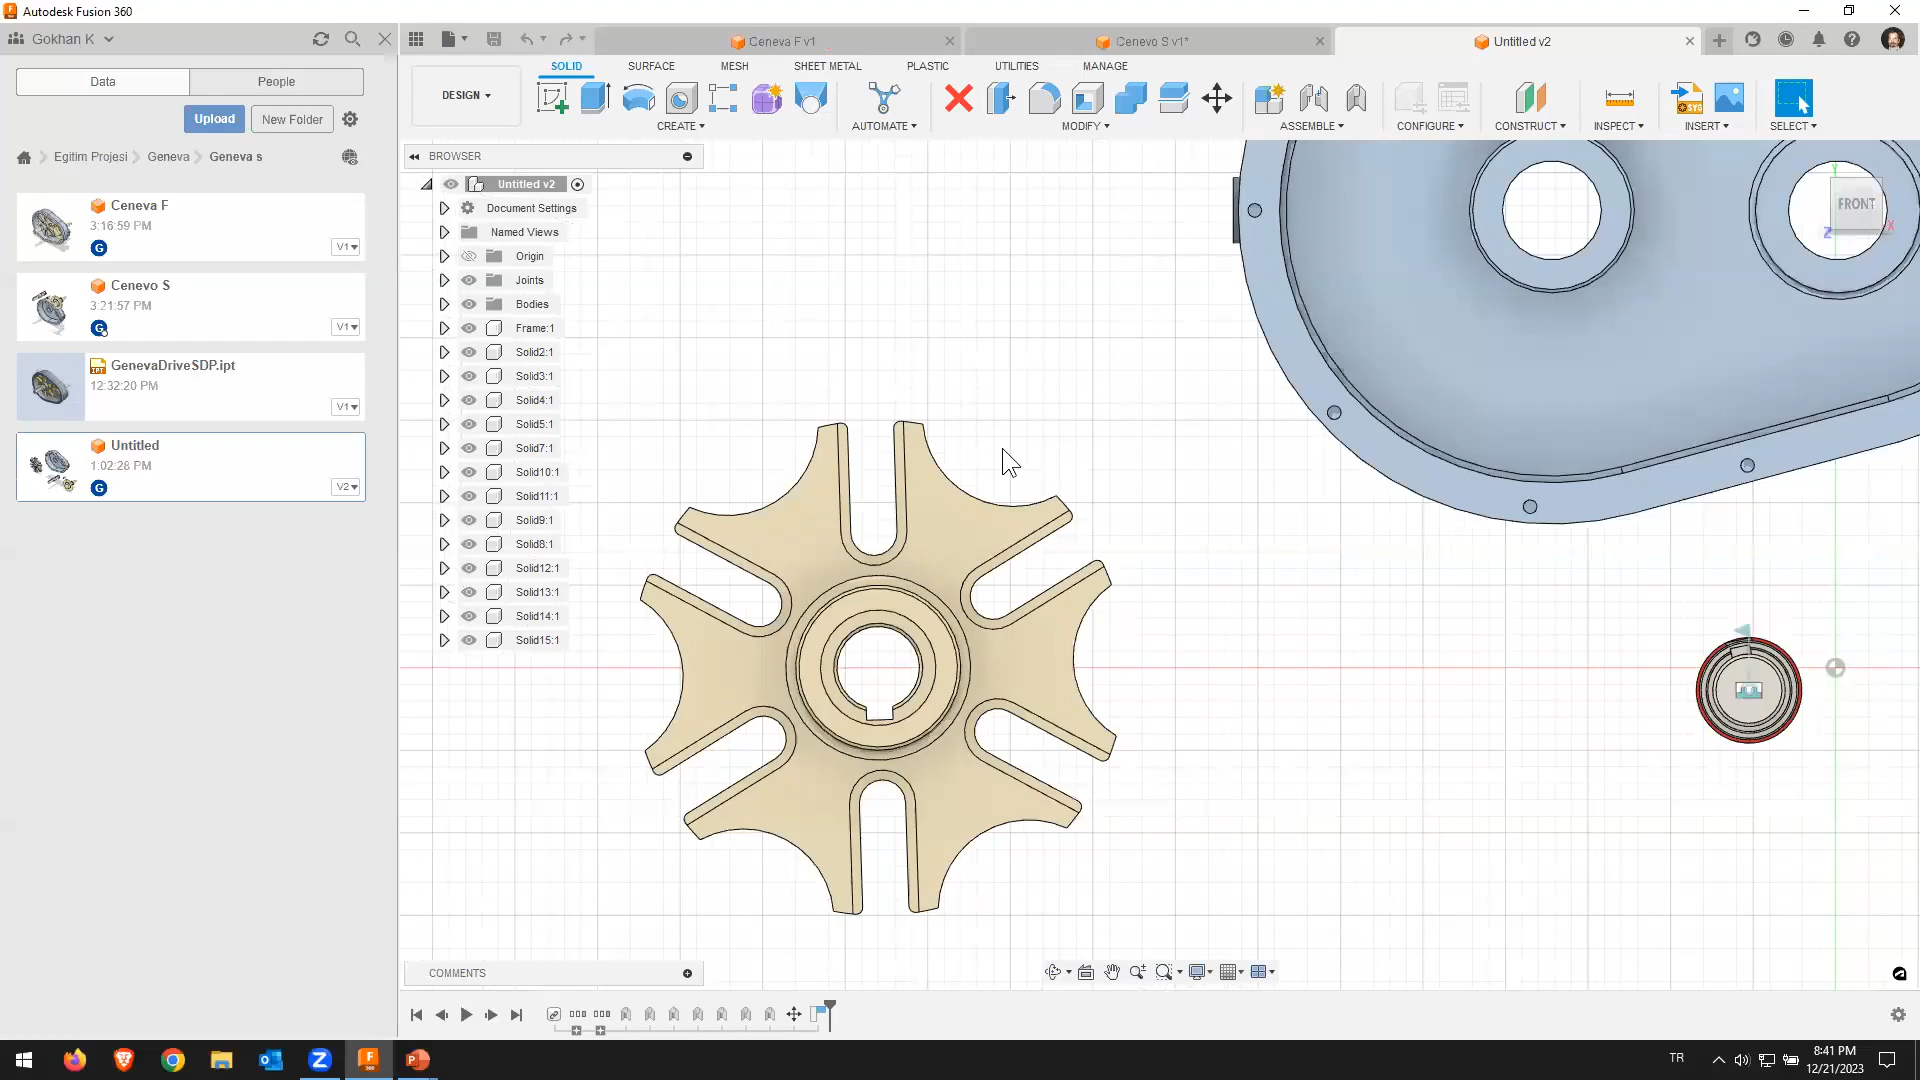 Autodesk Fusion 360
Gokhan K
Ceneva F v1
Cenevo S v1*
Untitled v2
Data
People
SOLID
SURFACE
MESH
SHEET METAL
PLASTIC
UTILITIES
MANAGE
DESIGN
Upload
New Folder
CREATE
AUTOMATE
MODIFY
ASSEMBLE
CONFIGURE
CONSTRUCT
INSPECT
INSERT
SELECT
Egitim Projesi
Geneva
Geneva s
BROWSER
Untitled v2
Document Settings
Named Views
Origin
Joints
Bodies
Frame:1
Solid2:1
Solid3:1
Solid4:1
Solid5:1
Solid7:1
Solid10:1
Solid11:1
Solid9:1
Solid8:1
Solid12:1
Solid13:1
Solid14:1
Solid15:1
Ceneva F
3:16:59 PM
G
V1
Cenevo S
3:21:57 PM
G
V1
GenevaDriveSDP.ipt
12:32:20 PM
V1
Untitled
1:02:28 PM
G
V2
Y
FRONT
Z
X
COMMENTS
TR
8:41 PM
12/21/2023